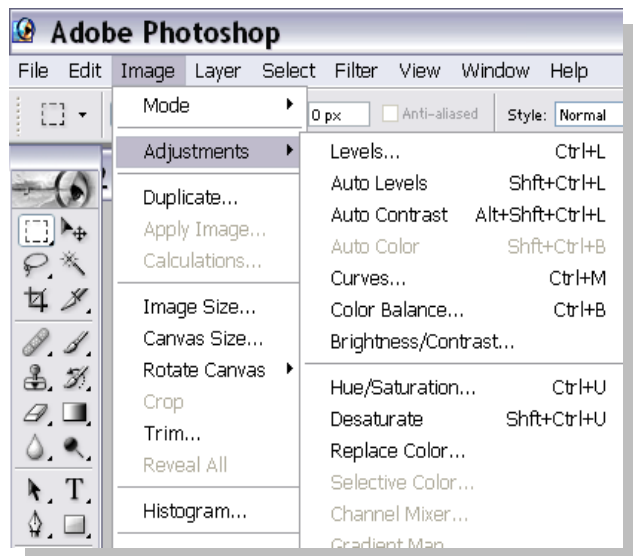 Adobe Photoshop
File Edit Image Layer Select Filter View Window Help
Mode
0 px Anti-aliased Style: Normal
Adjustments
Duplicate...
Apply Image...
Calculations...
Image Size...
Canvas Size...
Rotate Canvas
Crop
Trim...
Reveal All
Histogram...
Levels... Ctrl+L
Auto Levels Shft+Ctrl+L
Auto Contrast Alt+Shft+Ctrl+L
Auto Color Shft+Ctrl+B
Curves... Ctrl+M
Color Balance... Ctrl+B
Brightness/Contrast...
Hue/Saturation... Ctrl+U
Desaturate Shft+Ctrl+U
Replace Color...
Selective Color...
Channel Mixer...
Gradient Map